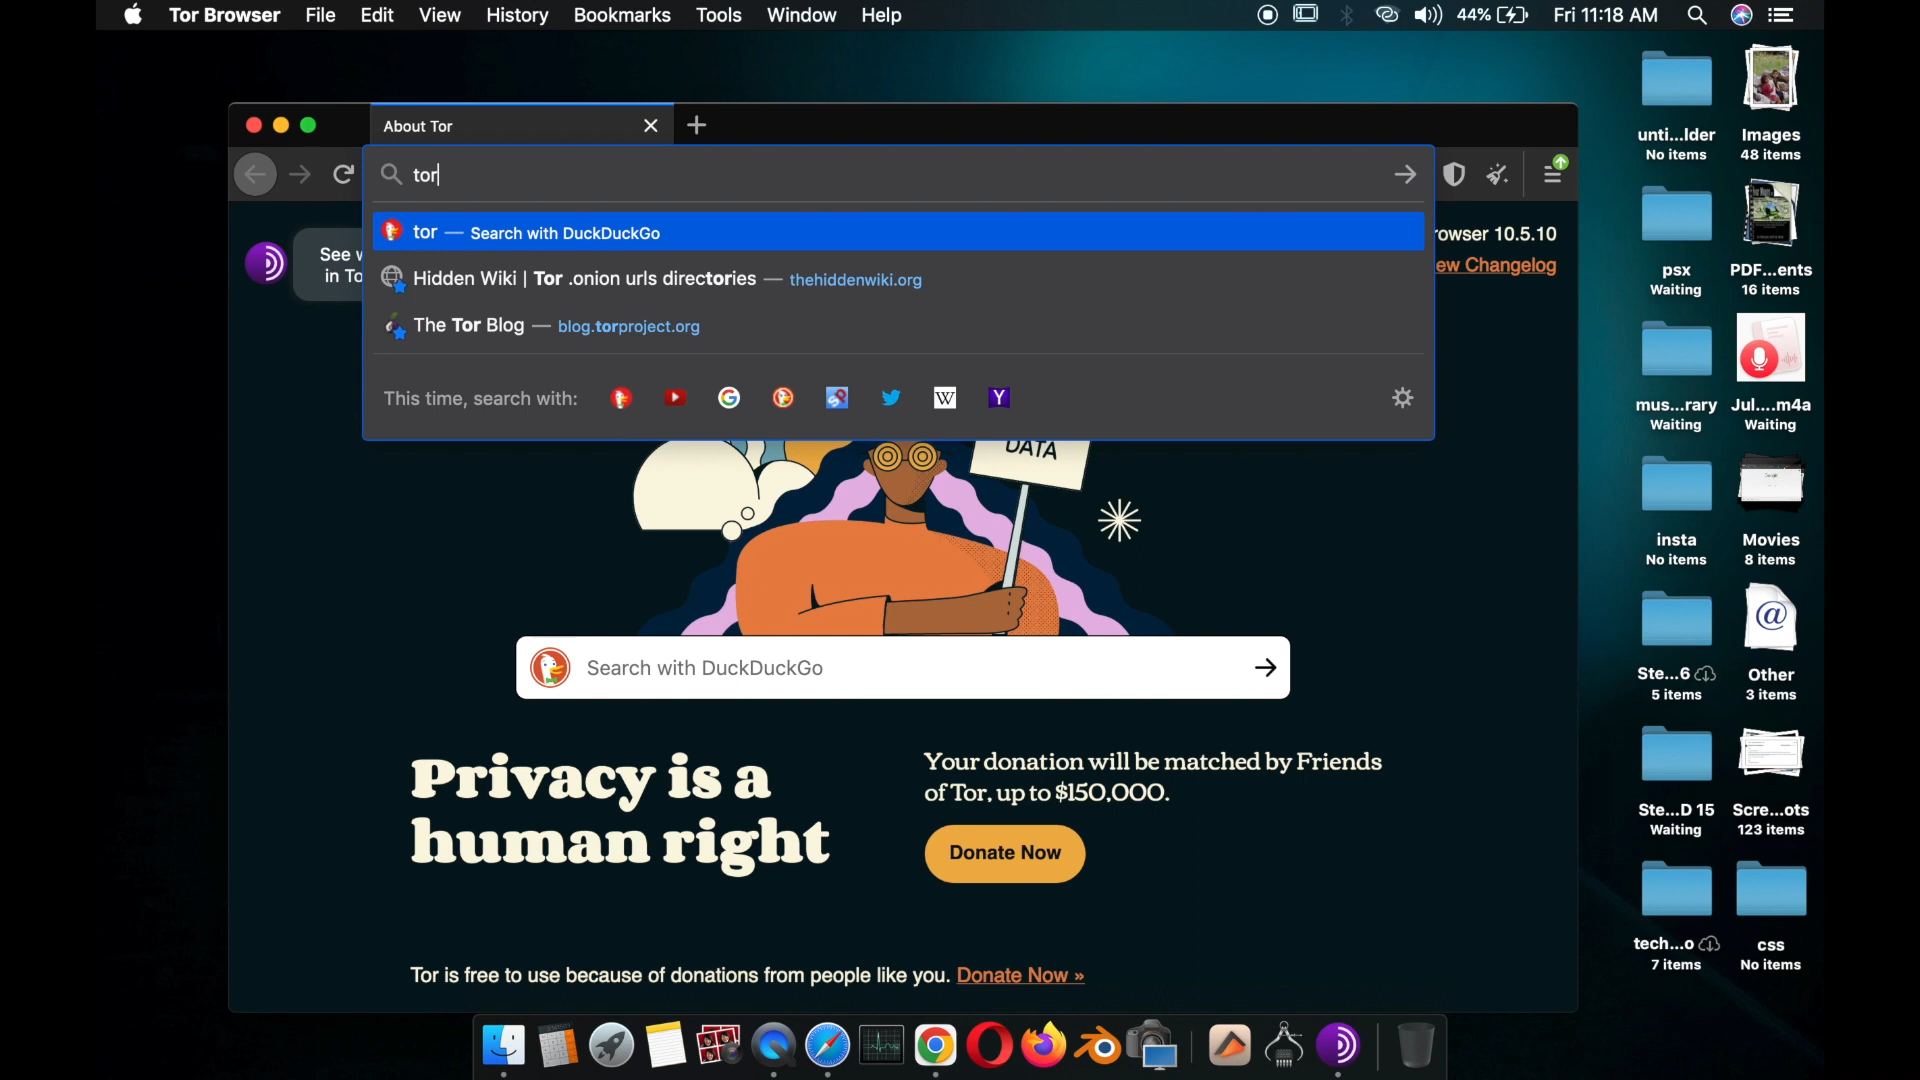 Tor Browser File Edit View History Bookmarks Tools Window Help 44% Fri 11:18 AM
About Tor
tor
tor — Search with DuckDuckGo
Hidden Wiki | Tor .onion urls directories — thehiddenwiki.org
The Tor Blog — blog.torproject.org
This time, search with:
W
Y
See
in To
rowser 10.5.10
ew Changelog
DATA
Search with DuckDuckGo
Privacy is a
human right
Your donation will be matched by Friends
of Tor, up to $150,000.
Donate Now
Tor is free to use because of donations from people like you. Donate Now »
unti...lder
No items
Images
48 items
psx
Waiting
PDF...ents
16 items
mus...rary
Waiting
Jul....m4a
Waiting
insta
No items
Movies
8 items
@
Ste...6
5 items
Other
3 items
Ste...D 15
Waiting
Scre...ots
123 items
tech...o
7 items
css
No items